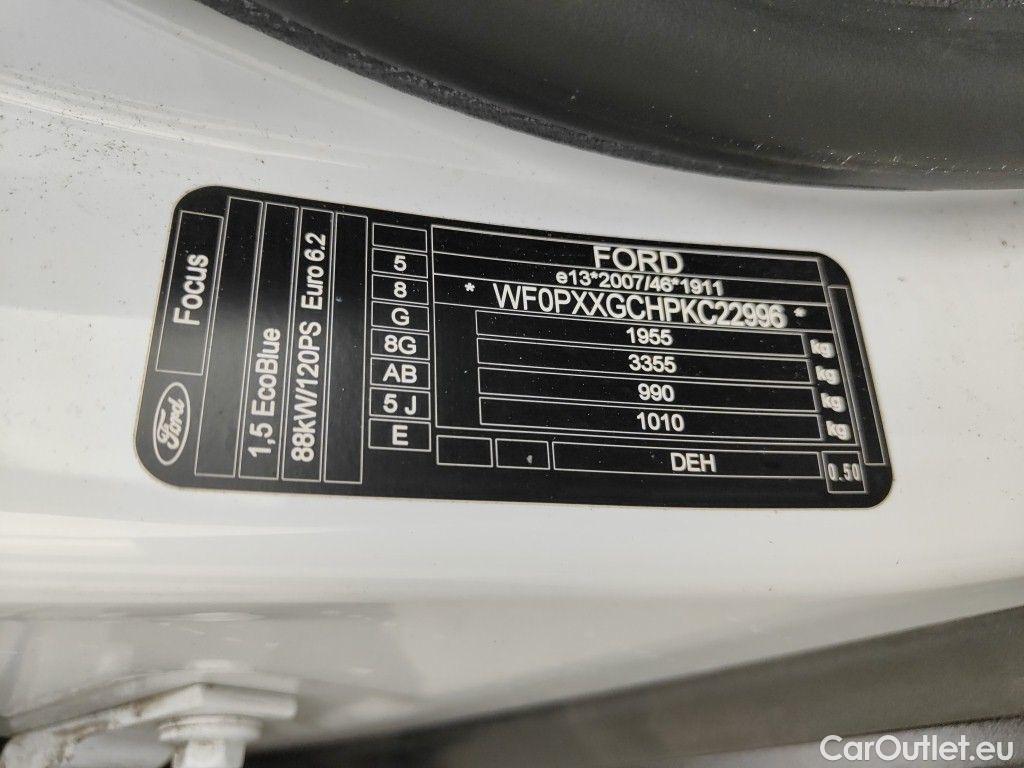 Focus
Ford
1,5 EcoBlue
88kW/120PS Euro 6.2
5
8
G
8G
AB
5 J
E
FORD
e13*2007/46*1911
* WF0PXXGCHPKC22996 *
1955 kg
3355 kg
990 kg
1010 kg
DEH
0.50
CarOutlet.eu